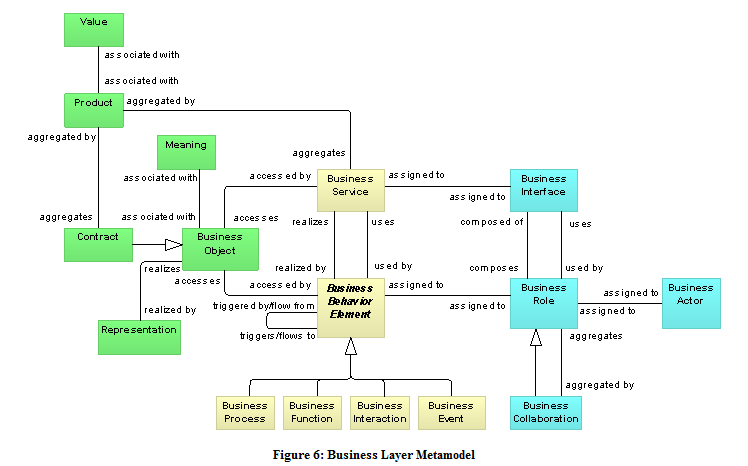 Value
associated with
associated with
Product
aggregated by
aggregated by
Meaning
aggregates
associated with
accessed by
Business
Service
assigned to
assigned to
Business
Interface
aggregates
associated with
accesses
realizes
uses
composed of
uses
Contract
Business
Object
realizes
accesses
accessed by
realized by
used by
composes
used by
Business
Behavior
Element
assigned to
assigned to
Business
Role
assigned to
assigned to
Business
Actor
triggered by/flow from
triggers/flows to
realized by
Representation
aggregates
aggregated by
Business
Process
Business
Function
Business
Interaction
Business
Event
Business
Collaboration
Figure 6: Business Layer Metamodel